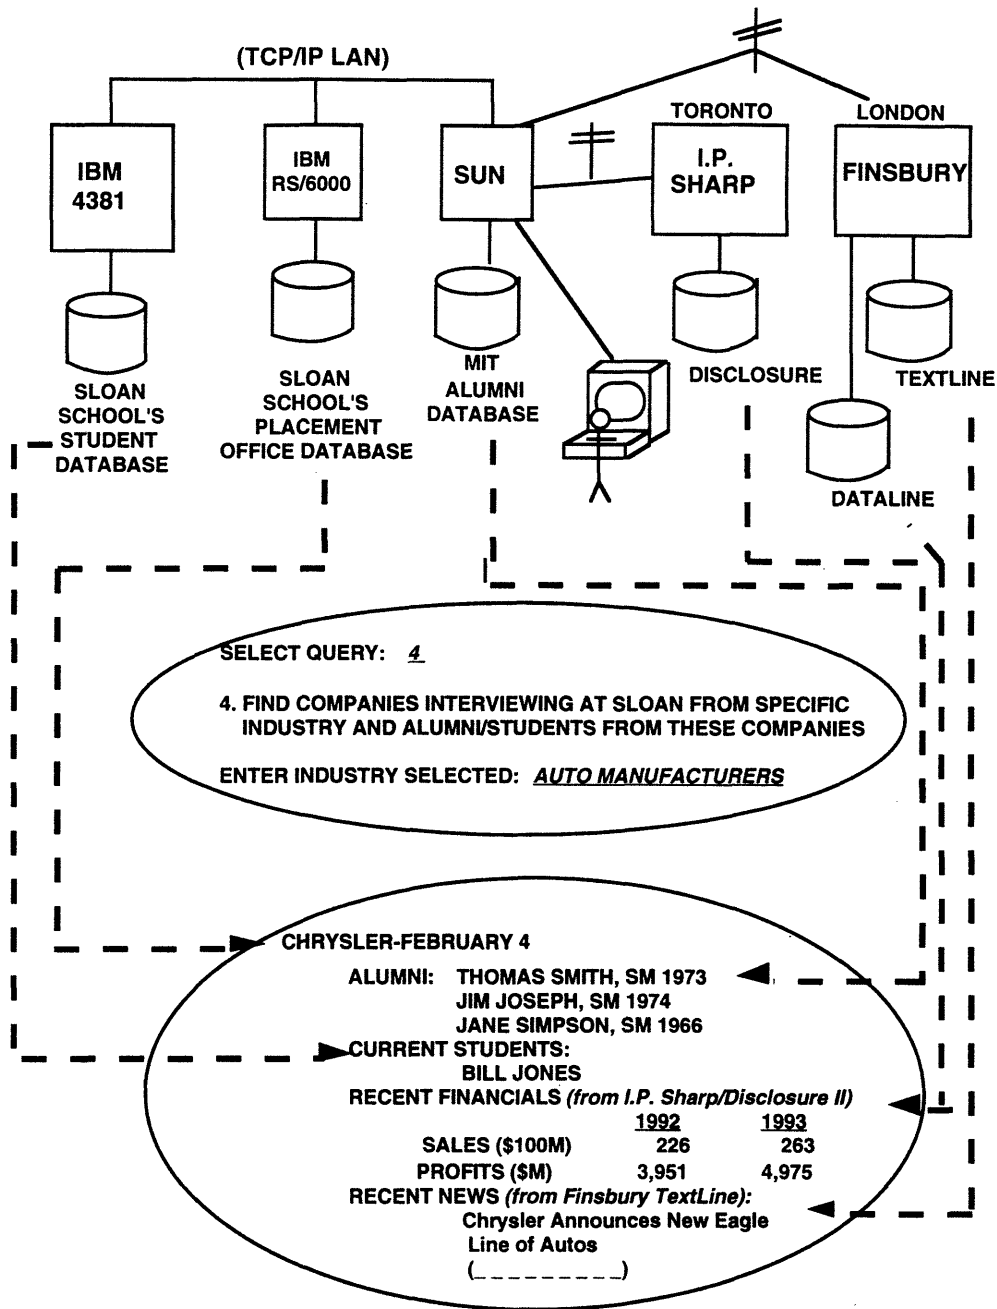 (TCP/IP LAN)
TORONTO
LONDON
IBM
4381
IBM
RS/6000
SUN
I.P.
SHARP
FINSBURY
SLOAN
SCHOOL'S
STUDENT
DATABASE
SLOAN
SCHOOL'S
PLACEMENT
OFFICE DATABASE
MIT
ALUMNI
DATABASE
DISCLOSURE
TEXTLINE
DATALINE
SELECT QUERY: 4
4. FIND COMPANIES INTERVIEWING AT SLOAN FROM SPECIFIC
INDUSTRY AND ALUMNI/STUDENTS FROM THESE COMPANIES
ENTER INDUSTRY SELECTED: AUTO MANUFACTURERS
CHRYSLER-FEBRUARY 4
ALUMNI: THOMAS SMITH, SM 1973
JIM JOSEPH, SM 1974
JANE SIMPSON, SM 1966
CURRENT STUDENTS:
BILL JONES
RECENT FINANCIALS (from I.P. Sharp/Disclosure II)
1992 1993
SALES ($100M) 226 263
PROFITS ($M) 3,951 4,975
RECENT NEWS (from Finsbury TextLine):
Chrysler Announces New Eagle
Line of Autos
(_ _ _ _ _ _ _ _ _ _)